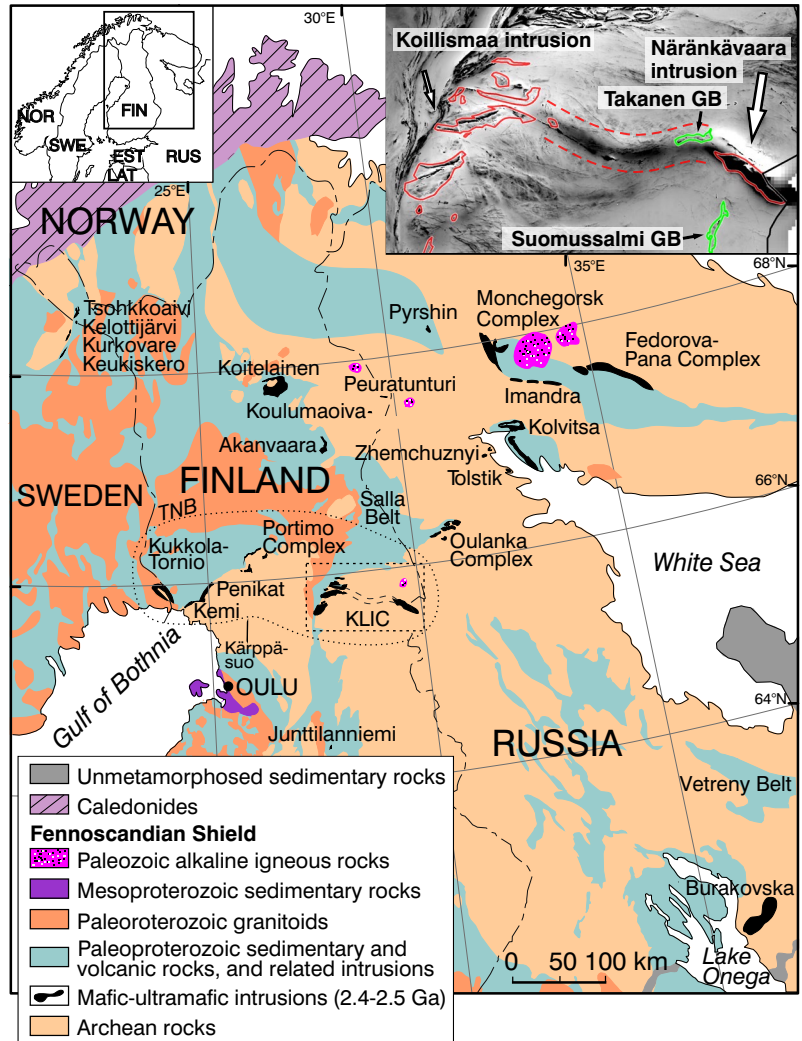 30°E
Koillismaa intrusion
Näränkävaara
intrusion
Takanen GB
Suomussalmi GB
NOR
SWE
FIN
EST
LAT
RUS
25°E
35°E
68°N
NORWAY
Tsohkkoaivi
Kelottijärvi
Kurkovare
Keukiskero
Pyrshin
Monchegorsk
Complex
Fedorova-
Pana Complex
Koitelainen
Peuratunturi
Imandra
Koulumaoiva-
Kolvitsa
Akanvaara
Zhemchuznyi
Tolstik
66°N
SWEDEN
FINLAND
TNB
Salla
Belt
Kukkola-
Tornio
Portimo
Complex
Oulanka
Complex
White Sea
Penikat
Kemi
KLIC
Gulf of Bothnia
Kärppä-
suo
OULU
64°N
Junttilanniemi
RUSSIA
Vetreny Belt
Burakovska
Lake
Onega
0 50 100 km
Unmetamorphosed sedimentary rocks
Caledonides
Fennoscandian Shield
Paleozoic alkaline igneous rocks
Mesoproterozoic sedimentary rocks
Paleoroterozoic granitoids
Paleoproterozoic sedimentary and
volcanic rocks, and related intrusions
Mafic-ultramafic intrusions (2.4-2.5 Ga)
Archean rocks